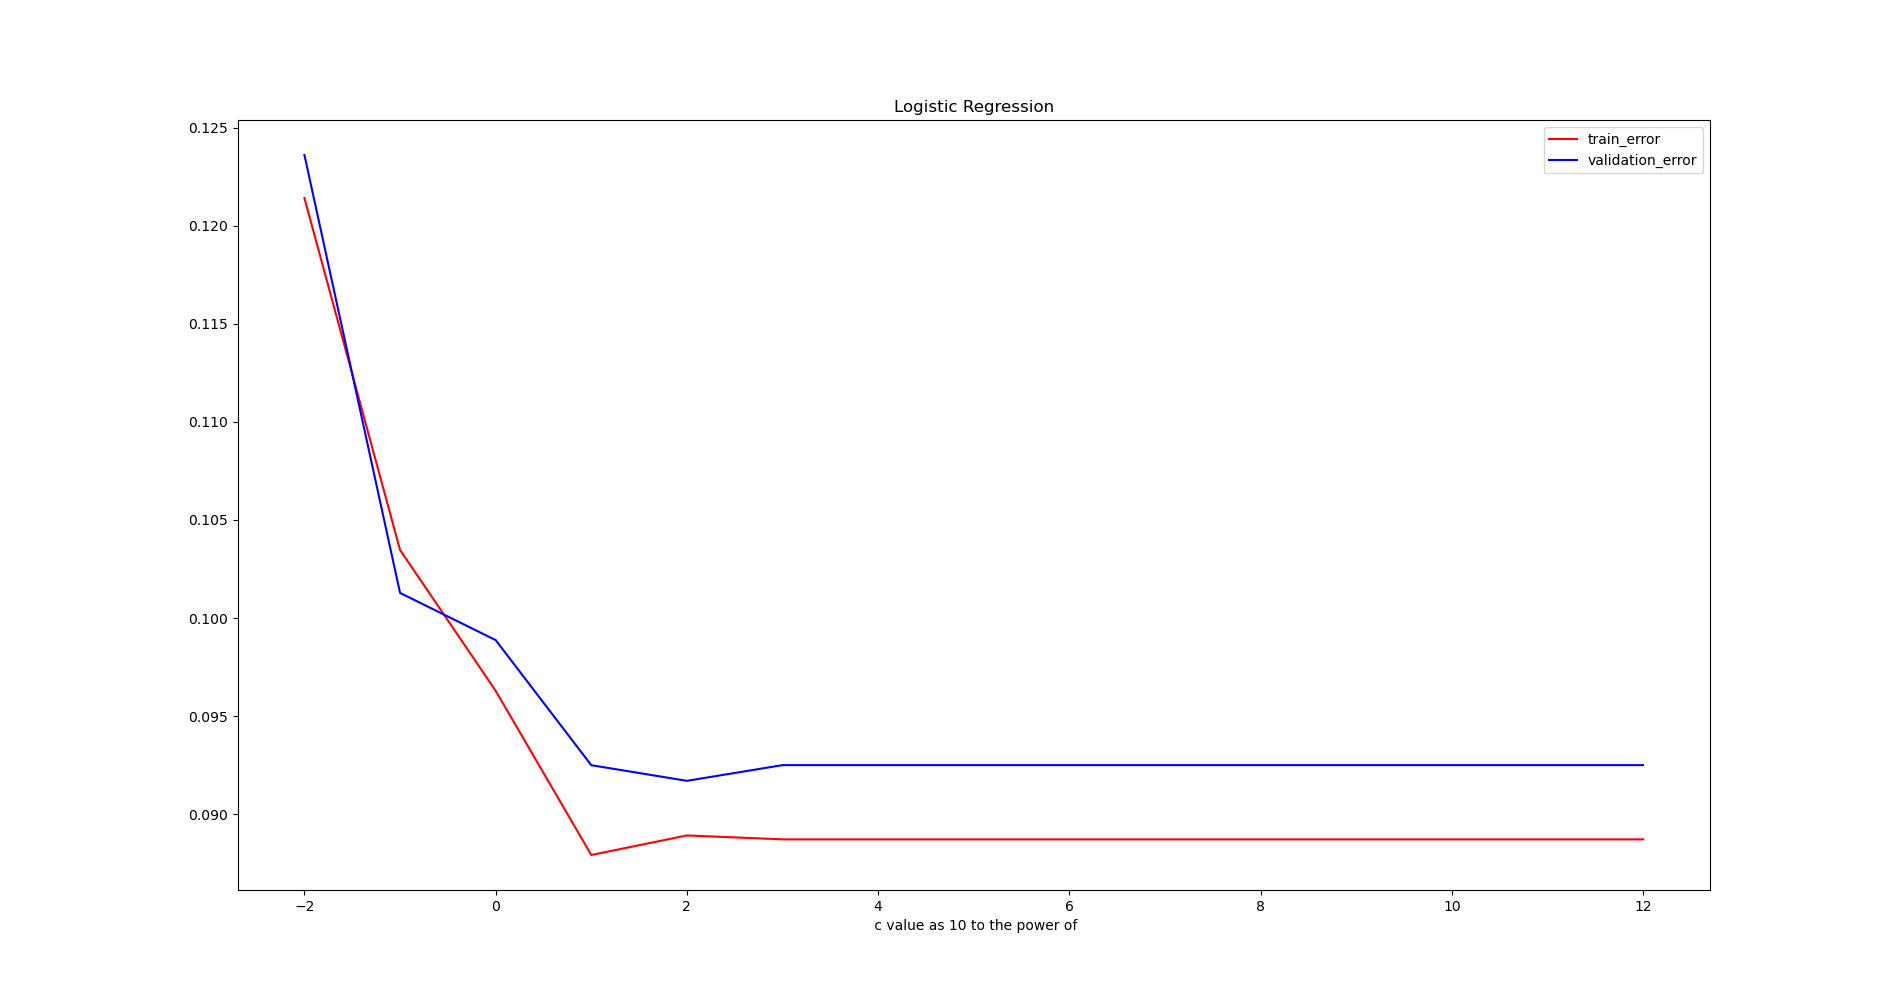 Logistic Regression
train_error
validation_error
0.125
0.120
0.115
0.110
0.105
0.100
0.095
0.090
−2 0 2 4 6 8 10 12
c value as 10 to the power of